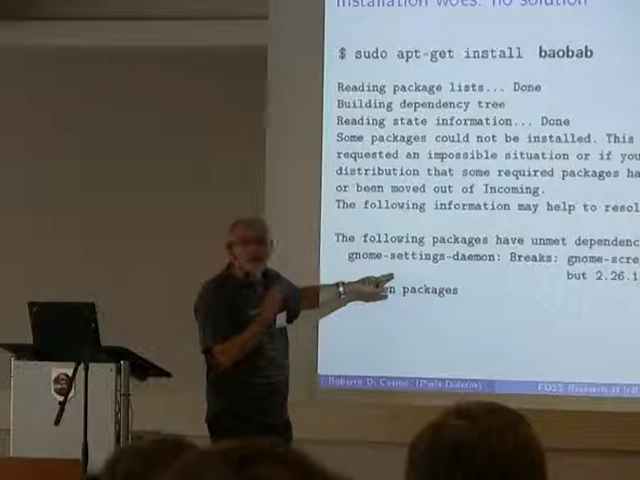 Installation woes: no solution
$ sudo apt-get install baobab
Reading package lists... Done
Building dependency tree
Reading state information... Done
Some packages could not be installed. This
requested an impossible situation or if you
distribution that some required packages ha
or been moved out of Incoming.
The following information may help to resol
The following packages have unmet dependenc
gnome-settings-daemon: Breaks: gnome-scre
but 2.26.1
n packages
Roberto Di Cosmo (Paris Diderot)
FOSS Research at